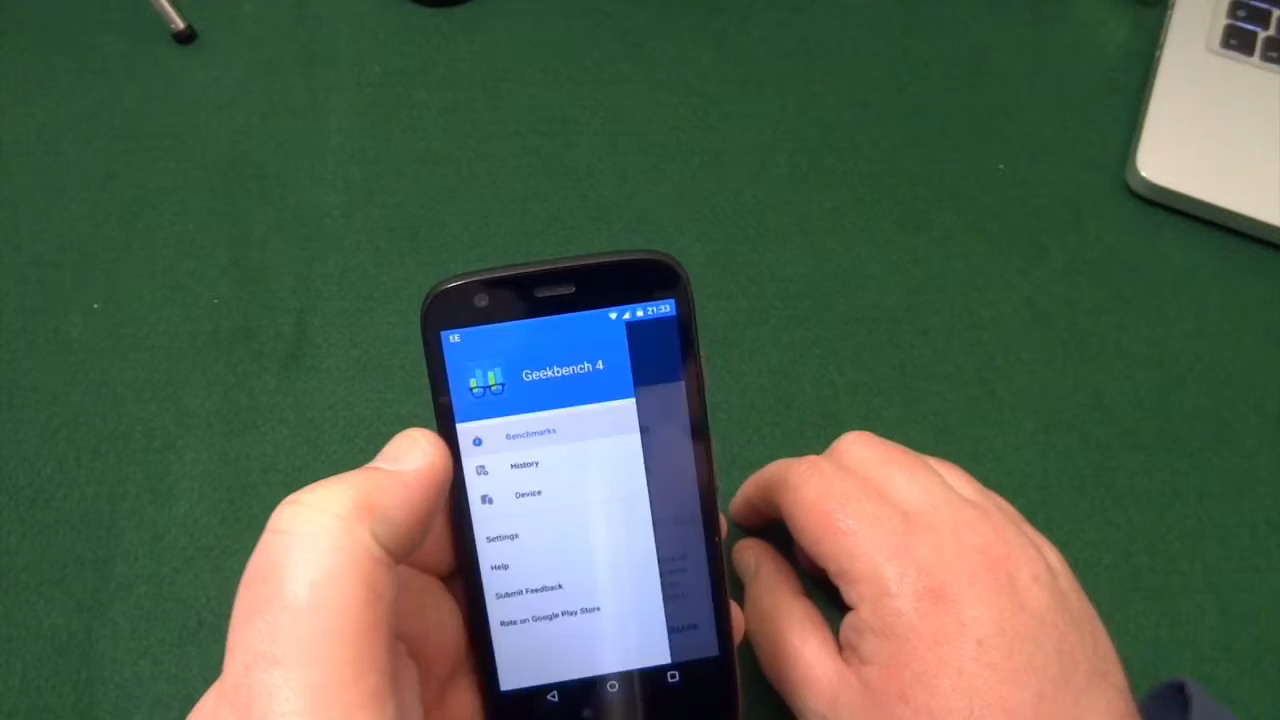 EE 21:33
Geekbench 4
Benchmarks
History
Device
Settings
Help
Submit Feedback
Rate on Google Play Store